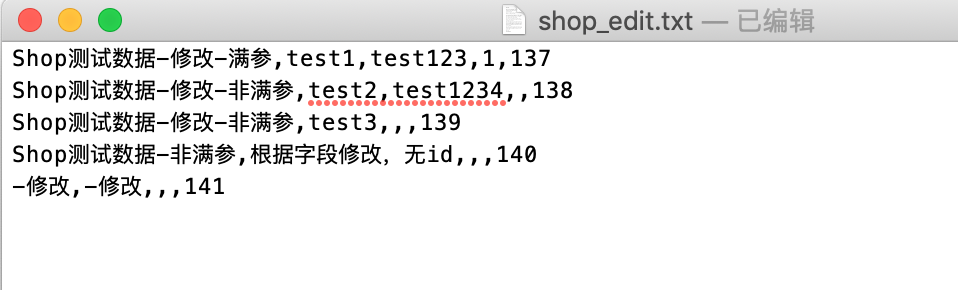 shop_edit.txt — 已编辑
Shop测试数据-修改-满参,test1,test123,1,137
Shop测试数据-修改-非满参,test2,test1234,,138
Shop测试数据-修改-非满参,test3,,,139
Shop测试数据-非满参,根据字段修改，无id,,,140
-修改,-修改,,,141